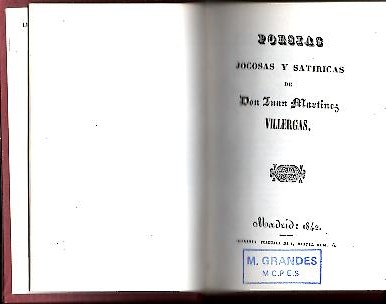 POESIAS
JOCOSAS Y SATIRICAS
DE
Don Juan Martinez
VILLERGAS.
Madrid: 1842.
M. GRANDES
M.C.P.C.S